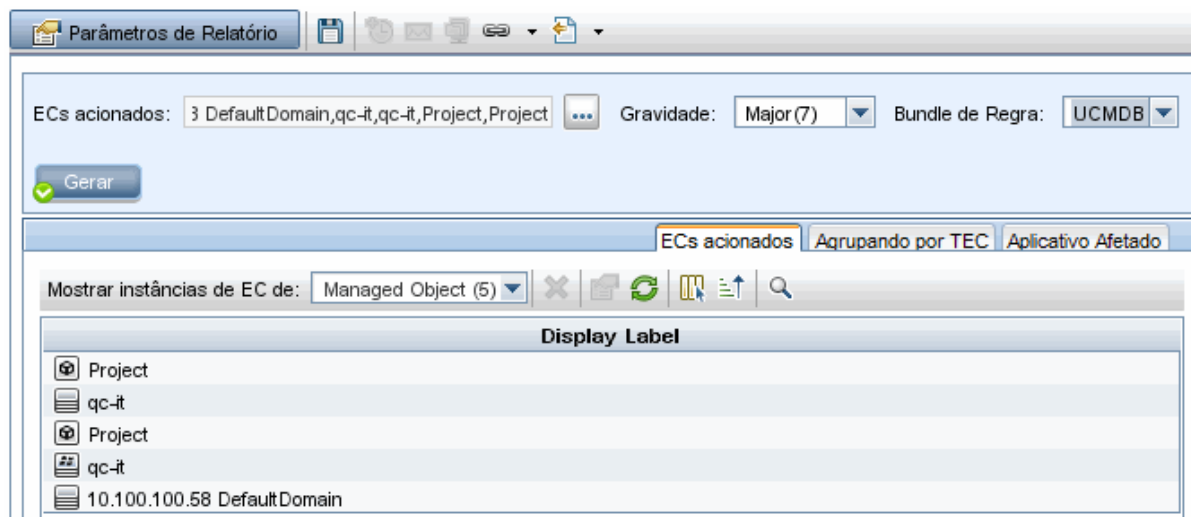 Parâmetros de Relatório
ECs acionados: 3 DefaultDomain,qc-it,qc-it,Project,Project ... Gravidade: Major(7) Bundle de Regra: UCMDB
Gerar
ECs acionados Agrupando por TEC Aplicativo Afetado
Mostrar instâncias de EC de: Managed Object (5)
Display Label
Project
qc-it
Project
qc-it
10.100.100.58 DefaultDomain